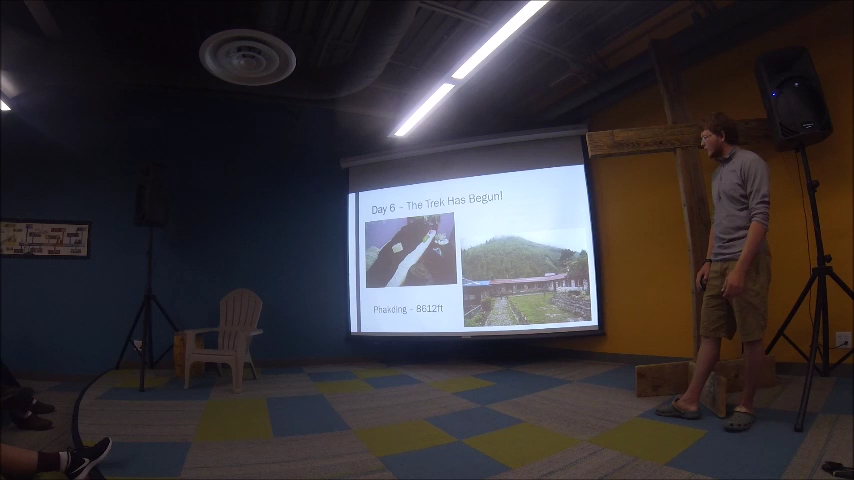 Day 6 – The Trek Has Begun!
Phakding – 8612ft